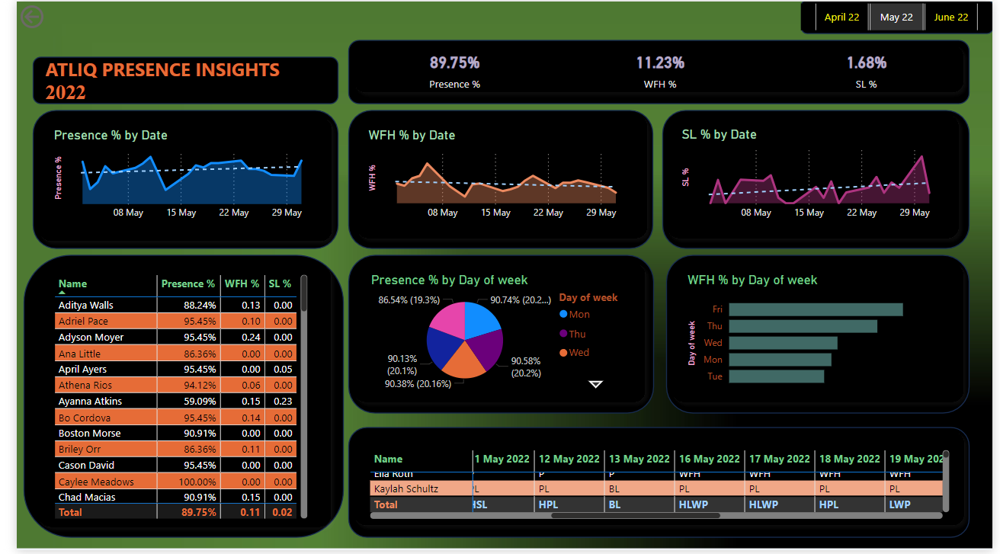 April 22 May 22 June 22
ATLIQ PRESENCE INSIGHTS
2022
89.75% 11.23% 1.68%
Presence % WFH % SL %
Presence % by Date
Presence %
08 May 15 May 22 May 29 May
WFH % by Date
WFH %
08 May 15 May 22 May 29 May
SL % by Date
SL %
08 May 15 May 22 May 29 May
Name Presence % WFH % SL %
Aditya Walls 88.24% 0.13 0.00
Adriel Pace 95.45% 0.10 0.00
Adyson Moyer 95.45% 0.24 0.00
Ana Little 86.36% 0.00 0.00
April Ayers 95.45% 0.00 0.05
Athena Rios 94.12% 0.06 0.00
Ayanna Atkins 59.09% 0.15 0.23
Bo Cordova 95.45% 0.14 0.00
Boston Morse 90.91% 0.00 0.00
Briley Orr 86.36% 0.11 0.00
Cason David 95.45% 0.00 0.00
Caylee Meadows 100.00% 0.00 0.00
Chad Macias 90.91% 0.15 0.00
Total 89.75% 0.11 0.02
Presence % by Day of week
86.54% (19.3%) 90.74% (20.2...)
90.13%
(20.1%)
90.58%
(20.2%)
90.38% (20.16%)
Day of week
Mon
Thu
Wed
WFH % by Day of week
Day of week
Fri
Thu
Wed
Mon
Tue
Name 1 May 2022 12 May 2022 13 May 2022 16 May 2022 17 May 2022 18 May 2022 19 May 202
Ella Roth P P WFH WFH WFH WFH
Kaylah Schultz PL PL BL PL PL PL PL
Total HSL HPL BL HLWP HLWP HPL LWP